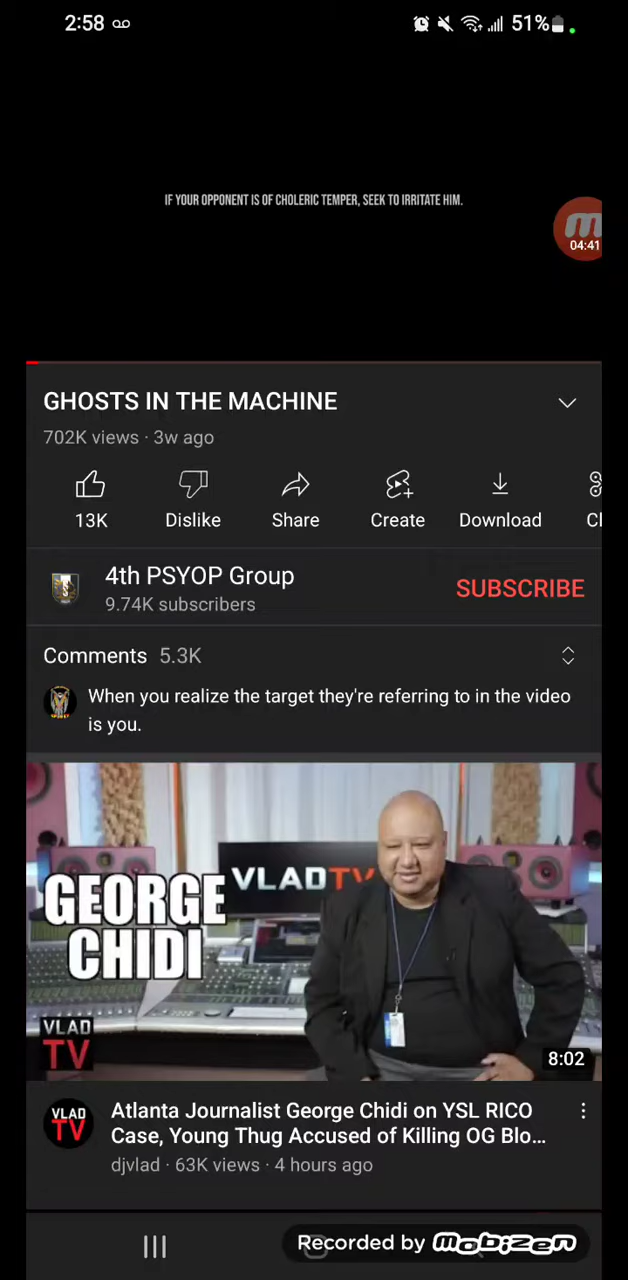 2:58
51%
IF YOUR OPPONENT IS OF CHOLERIC TEMPER, SEEK TO IRRITATE HIM.
m
04:41
GHOSTS IN THE MACHINE
702K views · 3w ago
13K Dislike Share Create Download Cl
4th PSYOP Group
9.74K subscribers
SUBSCRIBE
Comments 5.3K
When you realize the target they're referring to in the video
is you.
VLADTV
GEORGE
CHIDI
VLAD
TV
8:02
VLAD
TV
Atlanta Journalist George Chidi on YSL RICO
Case, Young Thug Accused of Killing OG Blo...
djvlad · 63K views · 4 hours ago
Recorded by mobizen